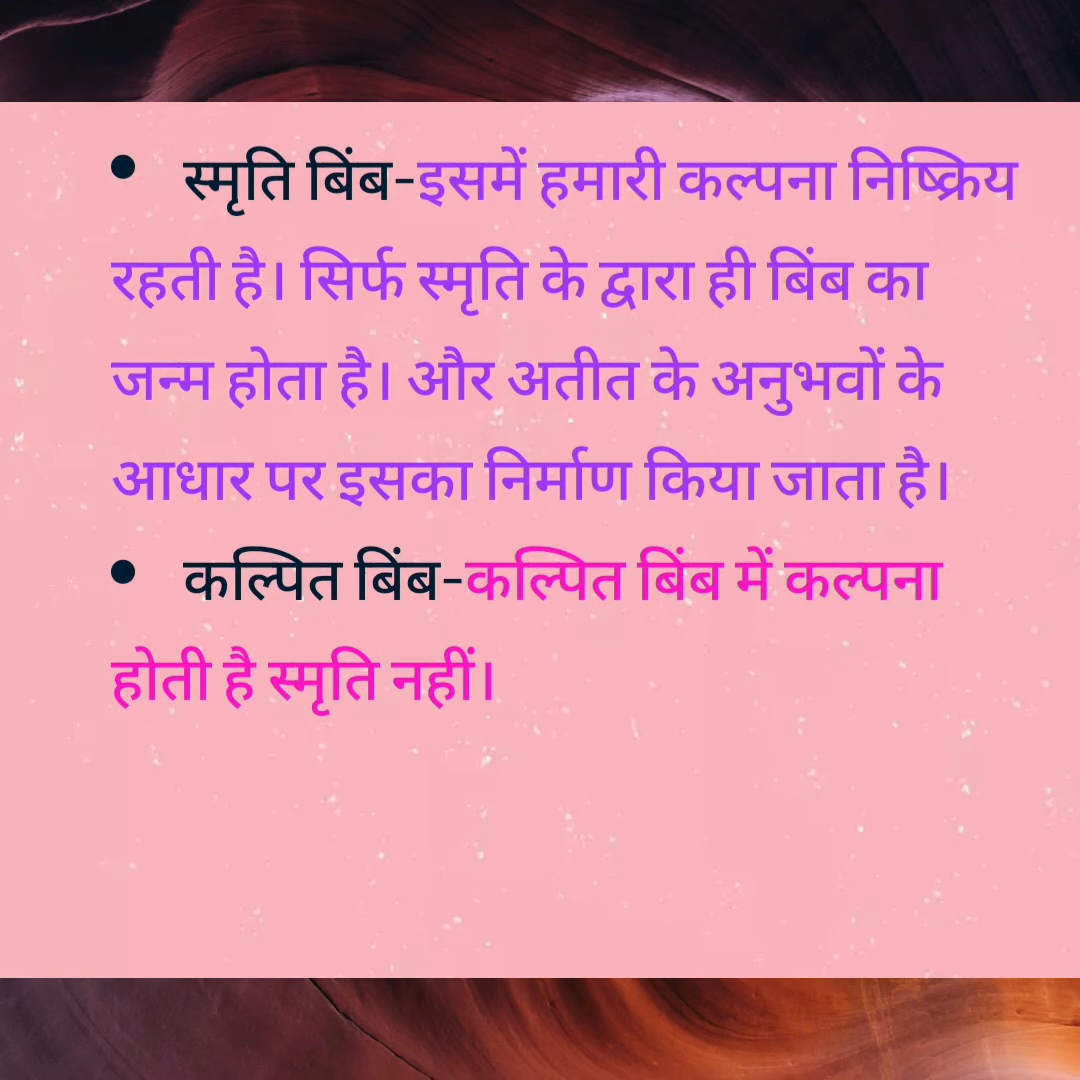 • स्मृति बिंब-इसमें हमारी कल्पना निष्क्रिय
रहती है। सिर्फ स्मृति के द्वारा ही बिंब का
जन्म होता है। और अतीत के अनुभवों के
आधार पर इसका निर्माण किया जाता है।
• कल्पित बिंब-कल्पित बिंब में कल्पना
होती है स्मृति नहीं।